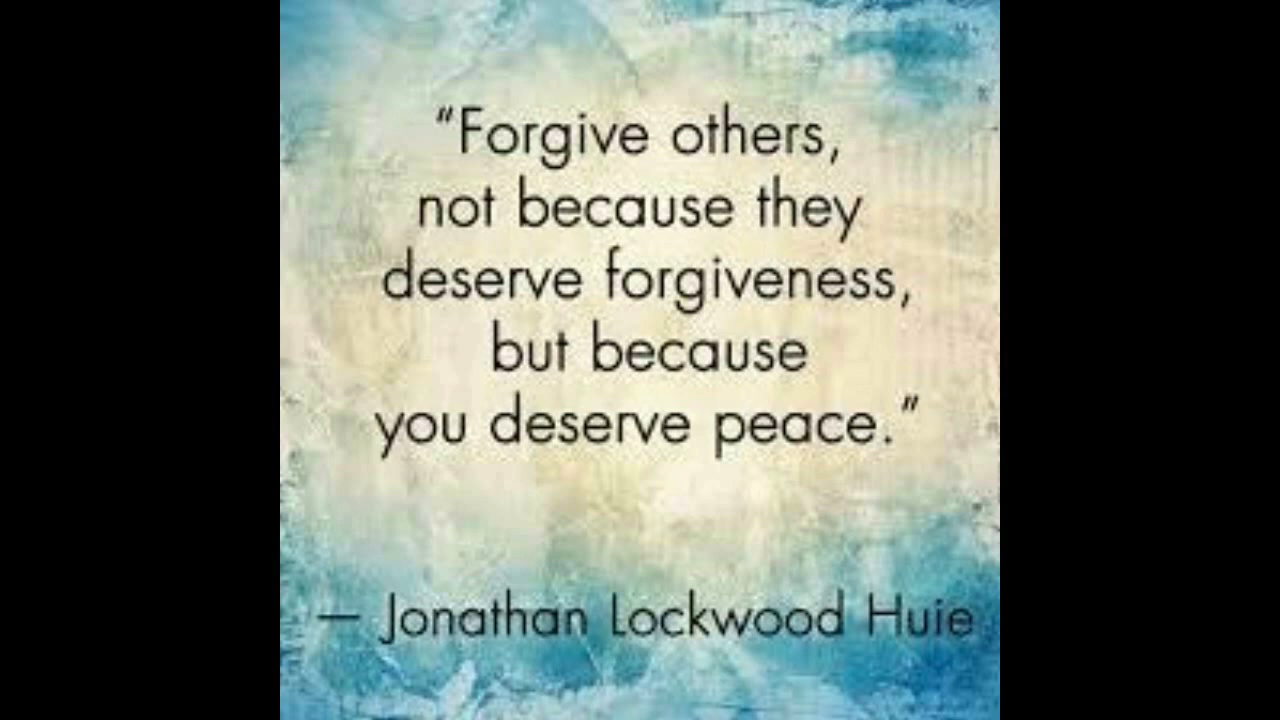 “Forgive others,
not because they
deserve forgiveness,
but because
you deserve peace.”
— Jonathan Lockwood Huie